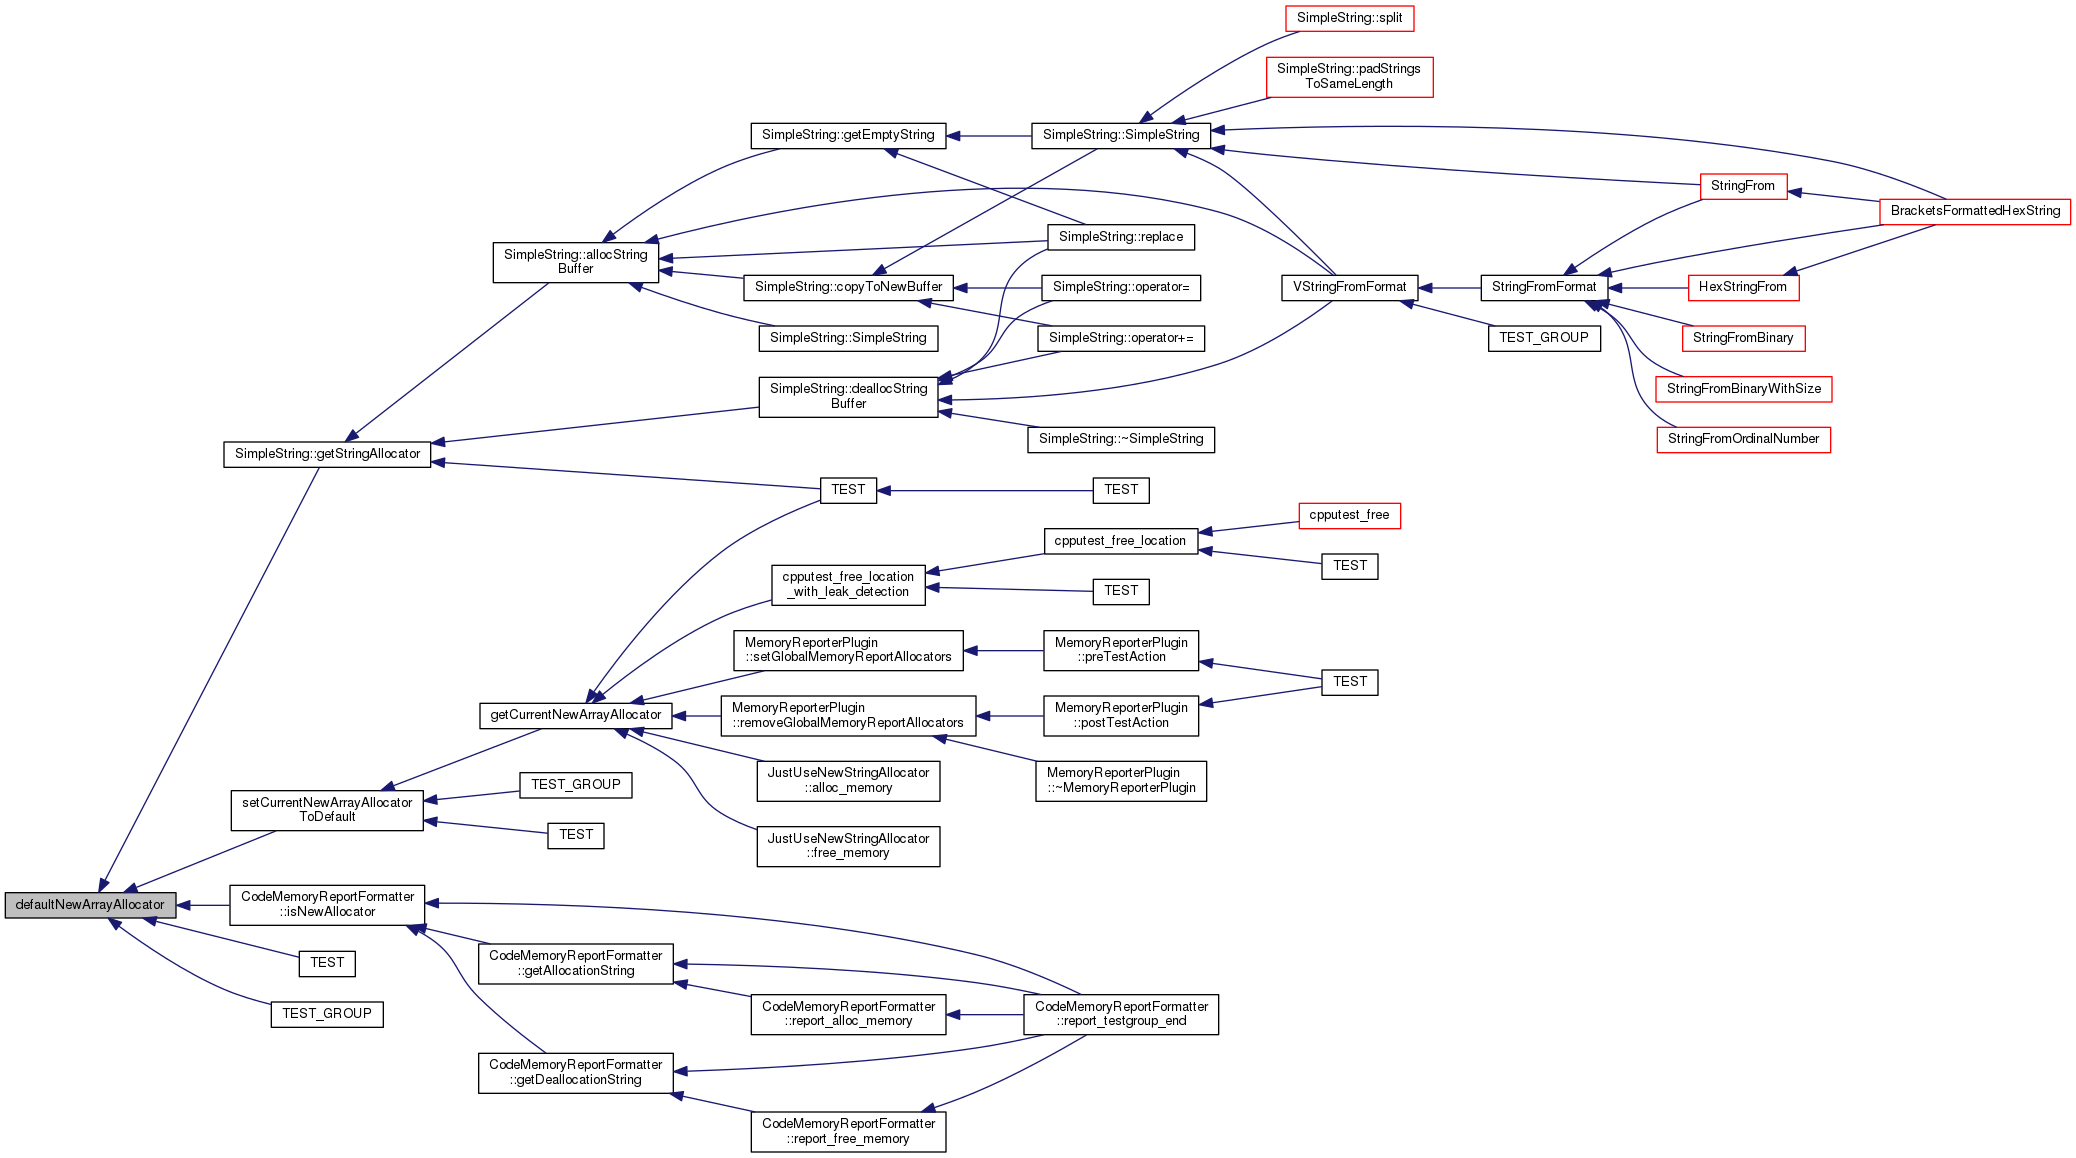 SimpleString::split
SimpleString::padStrings
ToSameLength
SimpleString::getEmptyString
SimpleString::SimpleString
StringFrom
BracketsFormattedHexString
SimpleString::replace
SimpleString::allocString
Buffer
SimpleString::copyToNewBuffer
SimpleString::operator=
VStringFromFormat
StringFromFormat
HexStringFrom
SimpleString::SimpleString
SimpleString::operator+=
TEST_GROUP
StringFromBinary
SimpleString::deallocString
Buffer
StringFromBinaryWithSize
SimpleString::~SimpleString
StringFromOrdinalNumber
SimpleString::getStringAllocator
TEST
TEST
cpputest_free
cpputest_free_location
TEST
cpputest_free_location
_with_leak_detection
TEST
MemoryReporterPlugin
::setGlobalMemoryReportAllocators
MemoryReporterPlugin
::preTestAction
TEST
getCurrentNewArrayAllocator
MemoryReporterPlugin
::removeGlobalMemoryReportAllocators
MemoryReporterPlugin
::postTestAction
JustUseNewStringAllocator
::alloc_memory
MemoryReporterPlugin
::~MemoryReporterPlugin
TEST_GROUP
setCurrentNewArrayAllocator
ToDefault
TEST
JustUseNewStringAllocator
::free_memory
defaultNewArrayAllocator
CodeMemoryReportFormatter
::isNewAllocator
TEST
CodeMemoryReportFormatter
::getAllocationString
TEST_GROUP
CodeMemoryReportFormatter
::report_alloc_memory
CodeMemoryReportFormatter
::report_testgroup_end
CodeMemoryReportFormatter
::getDeallocationString
CodeMemoryReportFormatter
::report_free_memory